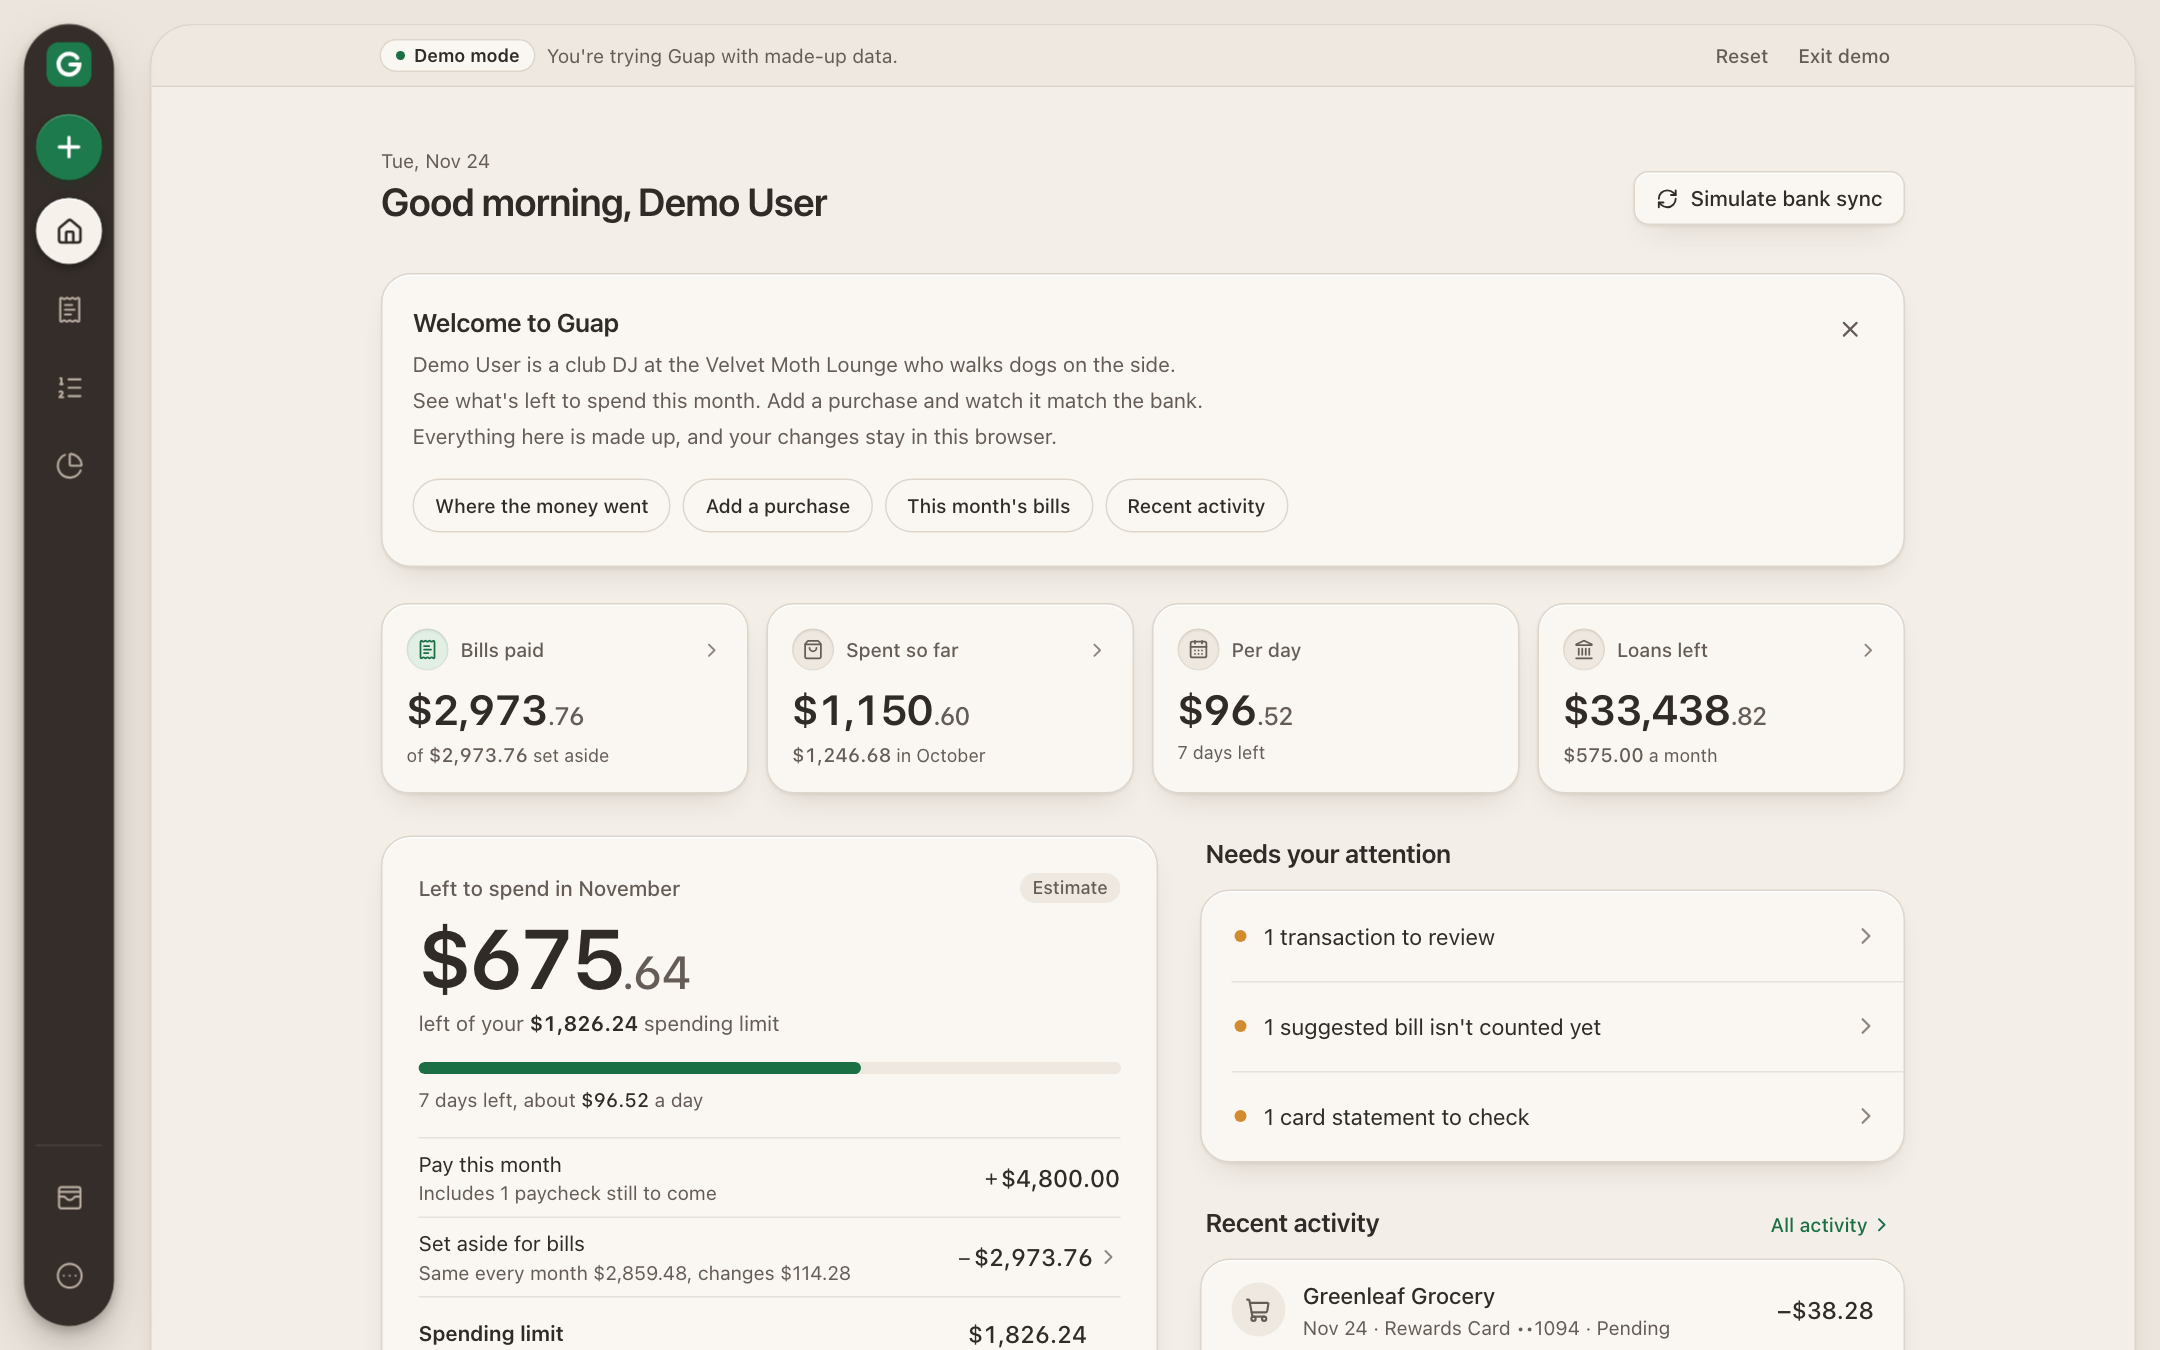 G
Demo mode
You're trying Guap with made-up data.
Reset
Exit demo
Tue, Nov 24
Good morning, Demo User
Simulate bank sync
Welcome to Guap
Demo User is a club DJ at the Velvet Moth Lounge who walks dogs on the side.
See what's left to spend this month. Add a purchase and watch it match the bank.
Everything here is made up, and your changes stay in this browser.
Where the money went
Add a purchase
This month's bills
Recent activity
Bills paid
$2,973.76
of $2,973.76 set aside
Spent so far
$1,150.60
$1,246.68 in October
Per day
$96.52
7 days left
Loans left
$33,438.82
$575.00 a month
Left to spend in November
Estimate
$675.64
left of your $1,826.24 spending limit
7 days left, about $96.52 a day
Pay this month
Includes 1 paycheck still to come
+$4,800.00
Set aside for bills
Same every month $2,859.48, changes $114.28
−$2,973.76
Spending limit
$1,826.24
Needs your attention
1 transaction to review
1 suggested bill isn't counted yet
1 card statement to check
Recent activity
All activity
Greenleaf Grocery
Nov 24 · Rewards Card ··1094 · Pending
−$38.28